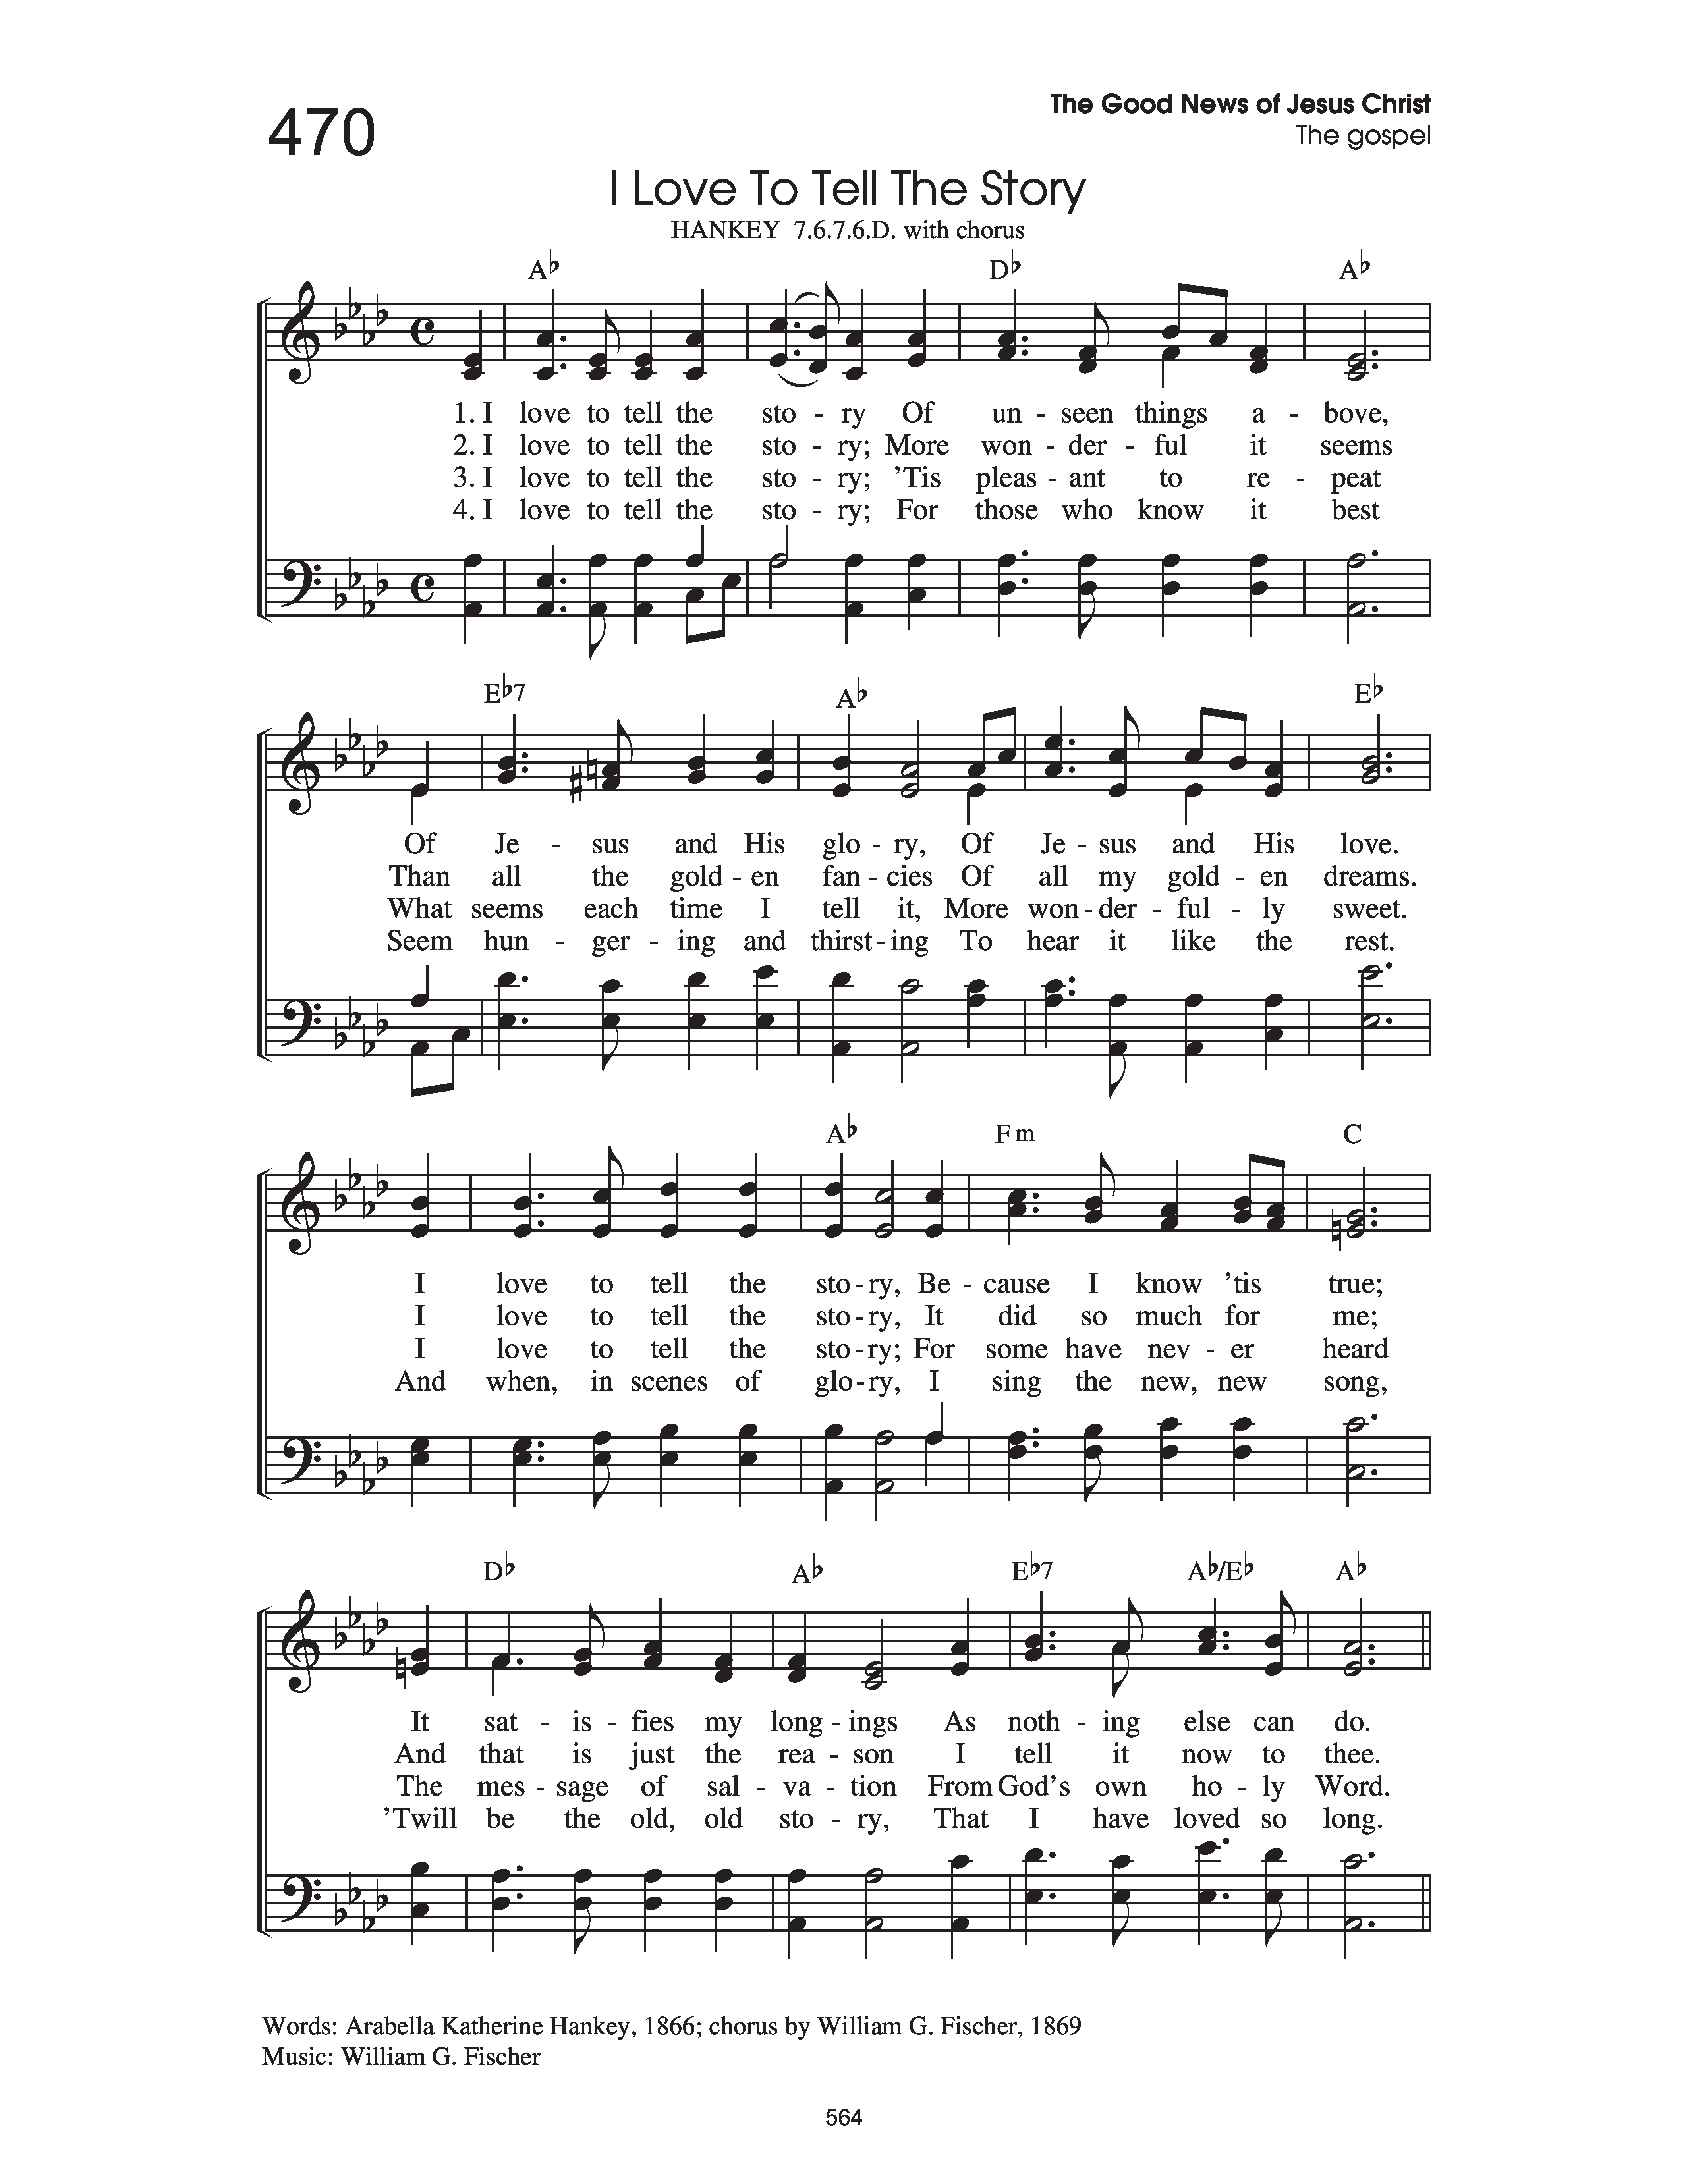 470
The Good News of Jesus Christ
The gospel
I Love To Tell The Story
HANKEY 7.6.7.6.D. with chorus
A♭ D♭ A♭
1. I love to tell the sto - ry Of un - seen things a - bove,
2. I love to tell the sto - ry; More won - der - ful it seems
3. I love to tell the sto - ry; ’Tis pleas - ant to re - peat
4. I love to tell the sto - ry; For those who know it best
E♭7 A♭ E♭
Of Je - sus and His glo - ry, Of Je - sus and His love.
Than all the gold - en fan - cies Of all my gold - en dreams.
What seems each time I tell it, More won - der - ful - ly sweet.
Seem hun - ger - ing and thirst - ing To hear it like the rest.
A♭ Fm C
I love to tell the sto - ry, Be - cause I know ’tis true;
I love to tell the sto - ry, It did so much for me;
I love to tell the sto - ry; For some have nev - er heard
And when, in scenes of glo - ry, I sing the new, new song,
D♭ A♭ E♭7 A♭/E♭ A♭
It sat - is - fies my long - ings As noth - ing else can do.
And that is just the rea - son I tell it now to thee.
The mes - sage of sal - va - tion From God’s own ho - ly Word.
’Twill be the old, old sto - ry, That I have loved so long.
Words: Arabella Katherine Hankey, 1866; chorus by William G. Fischer, 1869
Music: William G. Fischer
564